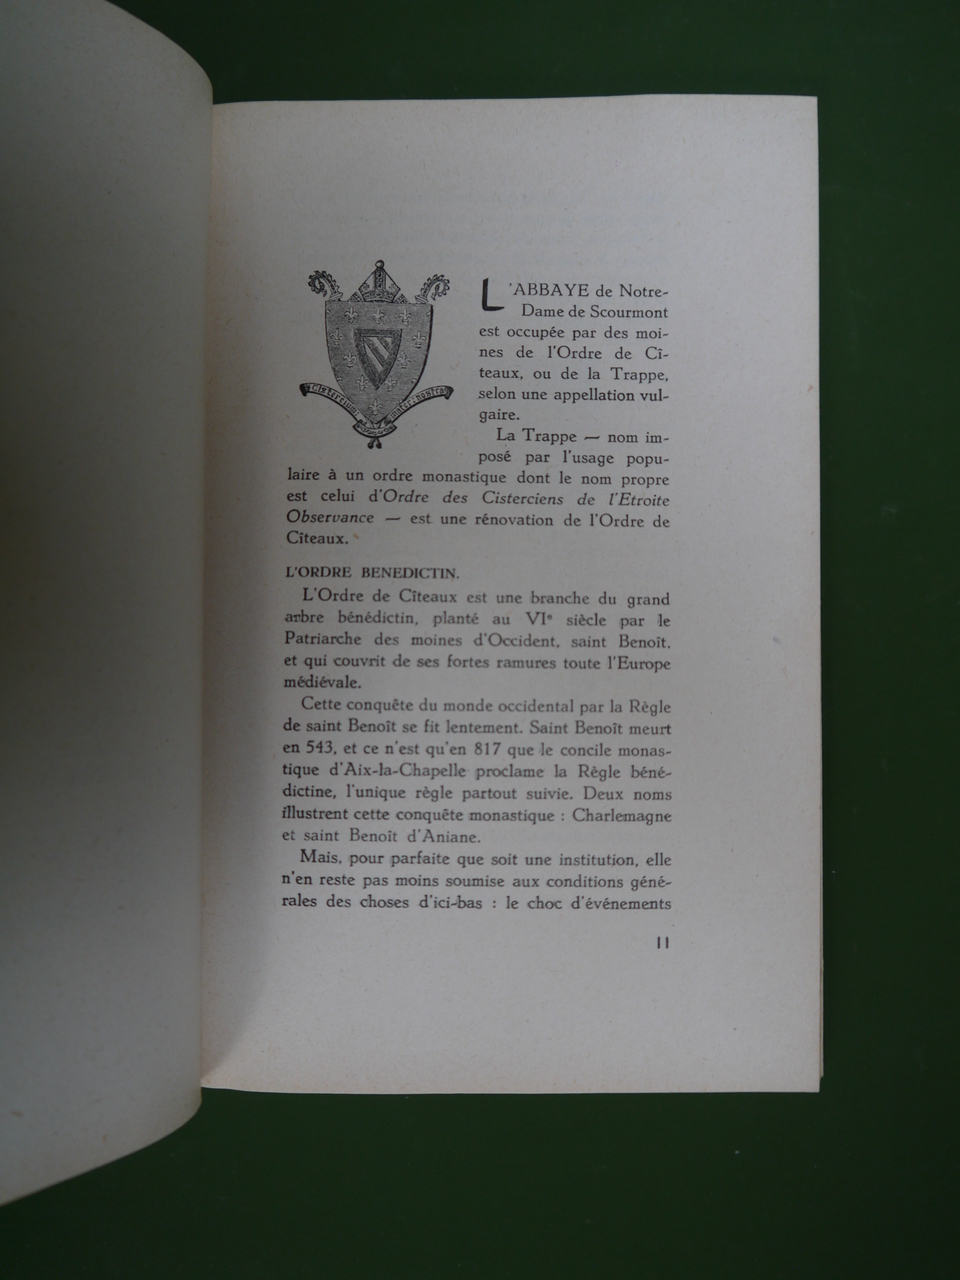 Cistercium mater nostra
L'ABBAYE de Notre-
Dame de Scourmont
est occupée par des moi-
nes de l'Ordre de Cî-
teaux, ou de la Trappe,
selon une appellation vul-
gaire.
La Trappe — nom im-
posé par l'usage popu-
laire à un ordre monastique dont le nom propre
est celui d'Ordre des Cisterciens de l'Etroite
Observance — est une rénovation de l'Ordre de
Cîteaux.
L'ORDRE BENEDICTIN.
L'Ordre de Cîteaux est une branche du grand
arbre bénédictin, planté au VIe siècle par le
Patriarche des moines d'Occident, saint Benoît,
et qui couvrit de ses fortes ramures toute l'Europe
médiévale.
Cette conquête du monde occidental par la Règle
de saint Benoît se fit lentement. Saint Benoît meurt
en 543, et ce n'est qu'en 817 que le concile monas-
tique d'Aix-la-Chapelle proclame la Règle béné-
dictine, l'unique règle partout suivie. Deux noms
illustrent cette conquête monastique : Charlemagne
et saint Benoît d'Aniane.
Mais, pour parfaite que soit une institution, elle
n'en reste pas moins soumise aux conditions géné-
rales des choses d'ici-bas : le choc d'événements
11